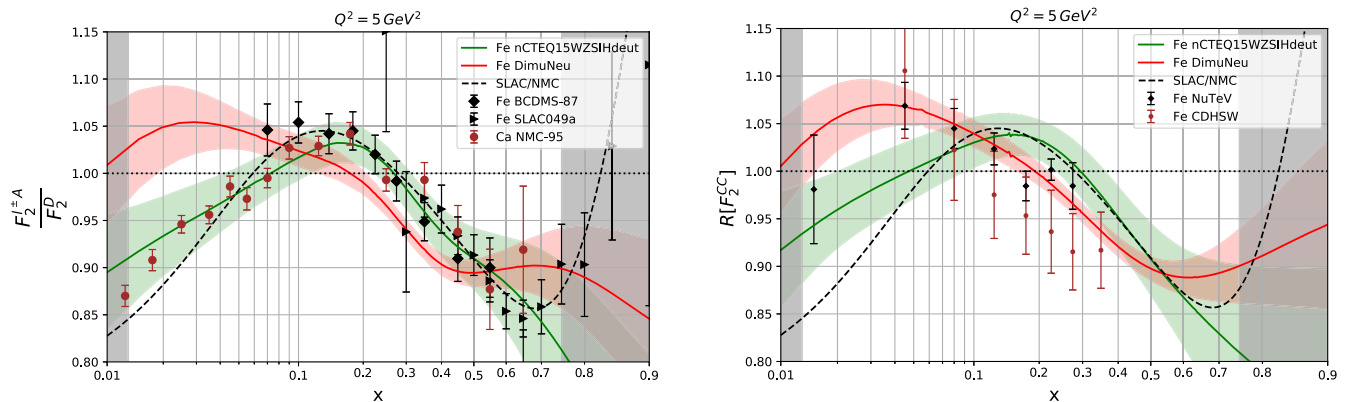 Q² = 5 GeV²
F₂^{l^± A} / F₂^D
1.15
1.10
1.05
1.00
0.95
0.90
0.85
0.80
Fe nCTEQ15WZSIHdeut
Fe DimuNeu
SLAC/NMC
Fe BCDMS-87
Fe SLAC049a
Ca NMC-95
0.01 0.1 0.2 0.3 0.4 0.5 0.6 0.7 0.9
x
Q² = 5 GeV²
R[F₂^{CC}]
1.15
1.10
1.05
1.00
0.95
0.90
0.85
0.80
Fe nCTEQ15WZSIHdeut
Fe DimuNeu
SLAC/NMC
Fe NuTeV
Fe CDHSW
0.01 0.1 0.2 0.3 0.4 0.5 0.6 0.7 0.9
x